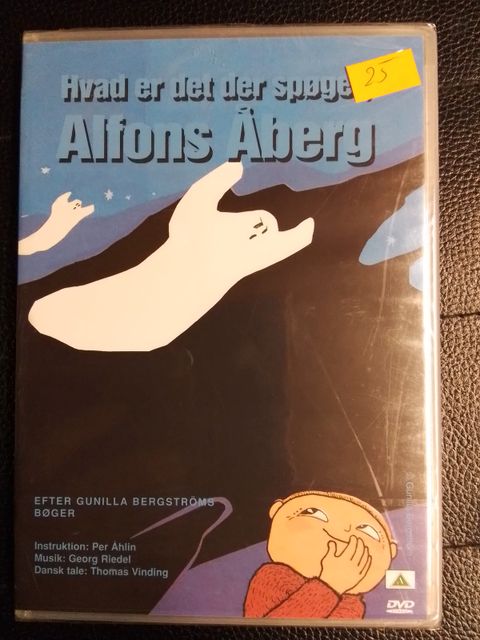 Hvad er det der spøger,
Alfons Åberg
25
EFTER GUNILLA BERGSTRÖMS
BØGER
Instruktion: Per Åhlin
Musik: Georg Riedel
Dansk tale: Thomas Vinding
DVD